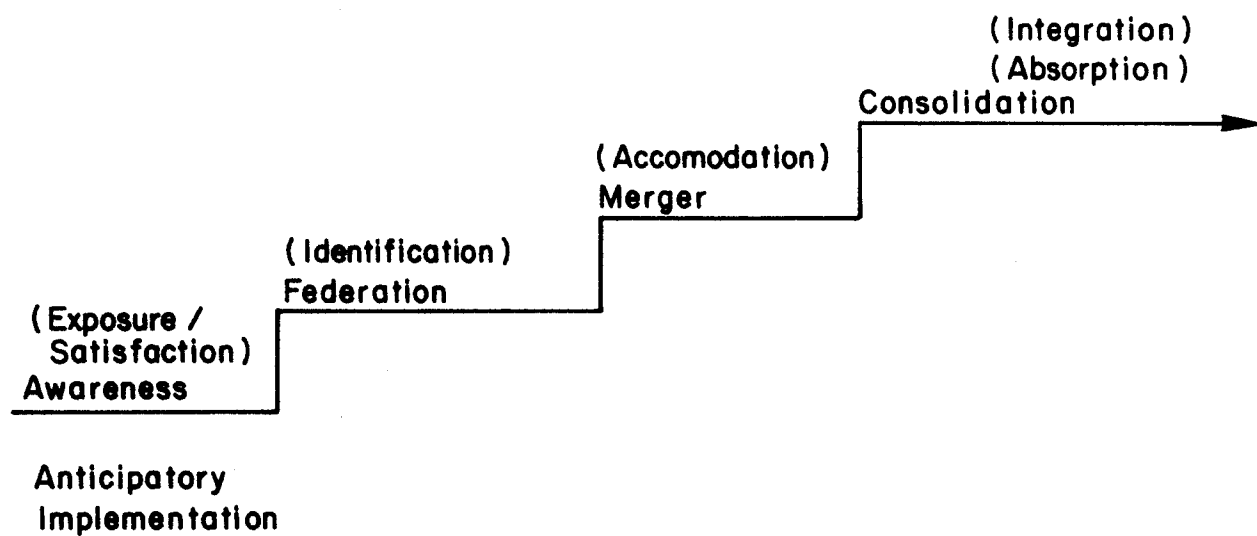 (Integration)
(Absorption)
Consolidation
(Accomodation)
Merger
(Identification)
Federation
(Exposure /
Satisfaction)
Awareness
Anticipatory
Implementation